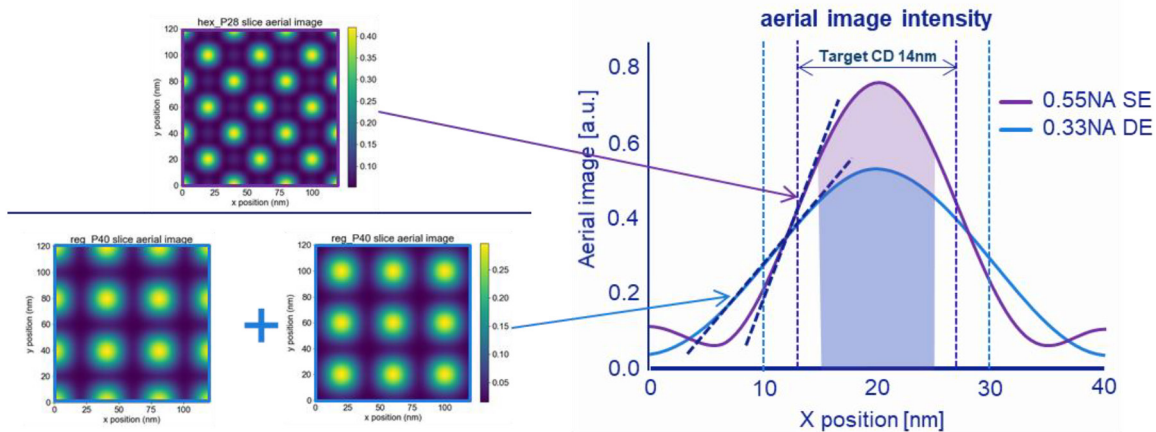 hex_P28 slice aerial image
120
100
80
60
40
20
0
y position (nm)
0 25 50 75 100
x position (nm)
0.40
0.35
0.30
0.25
0.20
0.15
0.10
reg_P40 slice aerial image
120
100
80
60
40
20
0
y position (nm)
0 25 50 75 100
x position (nm)
+
reg_P40 slice aerial image
120
100
80
60
40
20
0
y position (nm)
0 25 50 75 100
x position (nm)
0.25
0.20
0.15
0.10
0.05
aerial image intensity
Target CD 14nm
0.55NA SE
0.33NA DE
Aerial image [a.u.]
0.8
0.6
0.4
0.2
0.0
0 10 20 30 40
X position [nm]